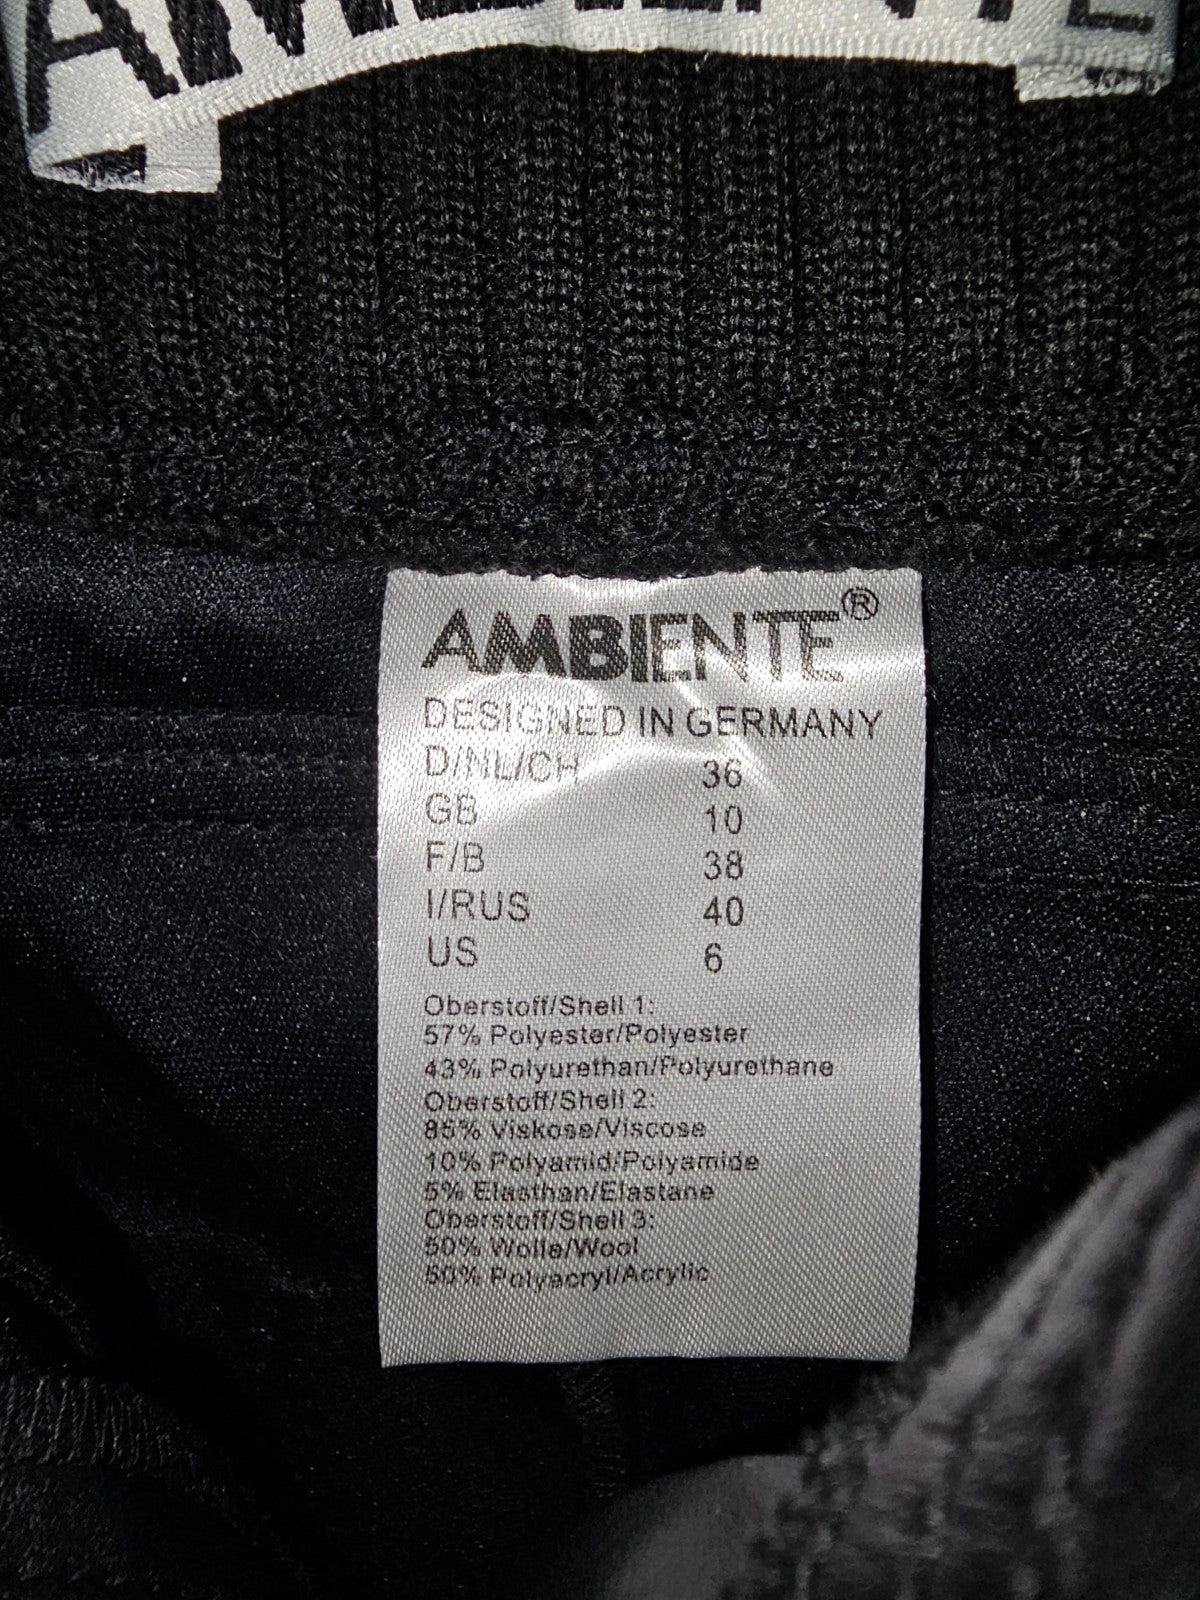 AMBIENTE
AMBIENTE®
DESIGNED IN GERMANY
D/NL/CH 36
GB 10
F/B 38
I/RUS 40
US 6
Oberstoff/Shell 1:
57% Polyester/Polyester
43% Polyurethan/Polyurethane
Oberstoff/Shell 2:
85% Viskose/Viscose
10% Polyamid/Polyamide
5% Elasthan/Elastane
Oberstoff/Shell 3:
50% Wolle/Wool
50% Polyacryl/Acrylic